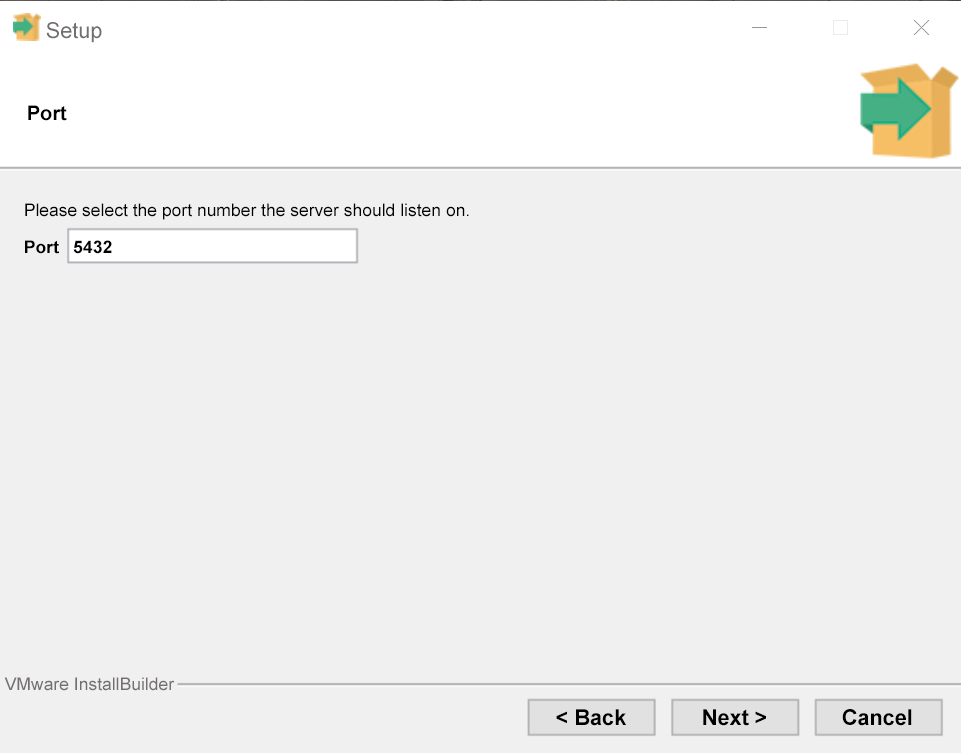 Setup
Port
Please select the port number the server should listen on.
Port 5432
VMware InstallBuilder
< Back Next > Cancel